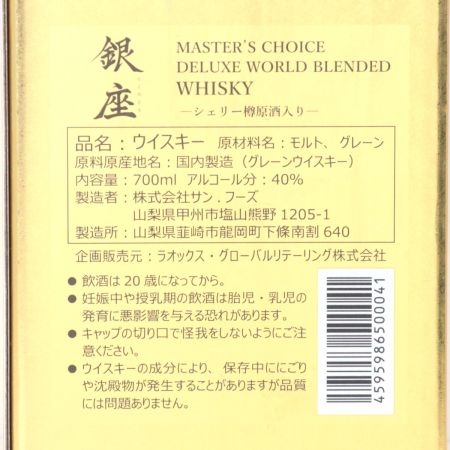 銀座
MASTER'S CHOICE
DELUXE WORLD BLENDED
WHISKY
―シェリー樽原酒入り―
品名：ウイスキー 原材料名：モルト、グレーン
原料原産地名：国内製造（グレーンウイスキー）
内容量：700ml アルコール分：40%
製造者：株式会社サン.フーズ
山梨県甲州市塩山熊野 1205-1
製造所：山梨県韮崎市龍岡町下條南割 640
企画販売元：ラオックス・グローバルリテーリング株式会社
● 飲酒は 20 歳になってから。
● 妊娠中や授乳期の飲酒は胎児・乳児の
発育に悪影響を与える恐れがあります。
● キャップの切り口で怪我をしないようにご注
意ください。
● ウイスキーの成分により、保存中ににごり
や沈殿物が発生することがありますが品質
には問題ありません。
4595986500041